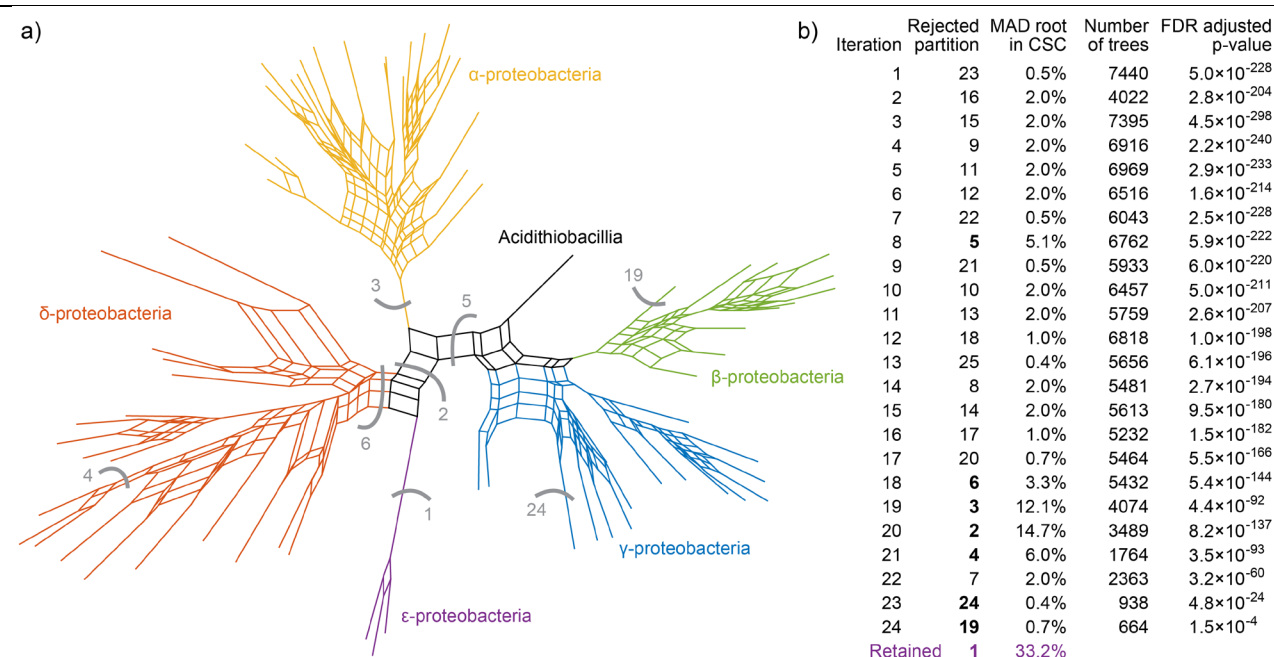 a)
α-proteobacteria
Acidithiobacillia
3
5
19
δ-proteobacteria
β-proteobacteria
2
6
4
1
24
γ-proteobacteria
ε-proteobacteria
b)
Rejected MAD root Number FDR adjusted
Iteration partition in CSC of trees p-value
1 23 0.5% 7440 5.0×10^-228
2 16 2.0% 4022 2.8×10^-204
3 15 2.0% 7395 4.5×10^-298
4 9 2.0% 6916 2.2×10^-240
5 11 2.0% 6969 2.9×10^-233
6 12 2.0% 6516 1.6×10^-214
7 22 0.5% 6043 2.5×10^-228
8 5 5.1% 6762 5.9×10^-222
9 21 0.5% 5933 6.0×10^-220
10 10 2.0% 6457 5.0×10^-211
11 13 2.0% 5759 2.6×10^-207
12 18 1.0% 6818 1.0×10^-198
13 25 0.4% 5656 6.1×10^-196
14 8 2.0% 5481 2.7×10^-194
15 14 2.0% 5613 9.5×10^-180
16 17 1.0% 5232 1.5×10^-182
17 20 0.7% 5464 5.5×10^-166
18 6 3.3% 5432 5.4×10^-144
19 3 12.1% 4074 4.4×10^-92
20 2 14.7% 3489 8.2×10^-137
21 4 6.0% 1764 3.5×10^-93
22 7 2.0% 2363 3.2×10^-60
23 24 0.4% 938 4.8×10^-24
24 19 0.7% 664 1.5×10^-4
Retained 1 33.2%